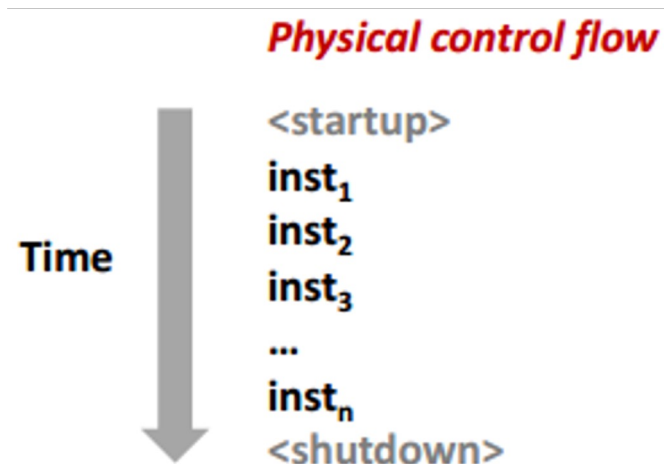 Physical control flow
<startup>
inst₁
inst₂
Time
inst₃
...
instₙ
<shutdown>